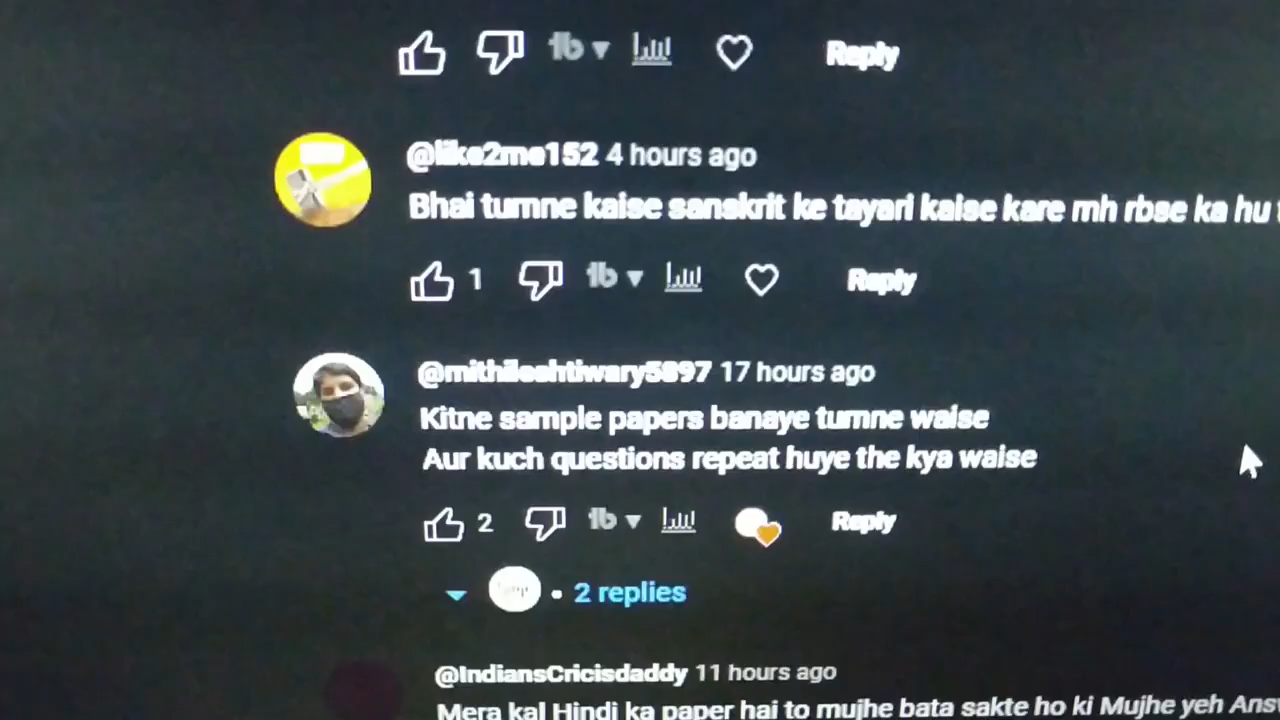 Reply
@like2me152 4 hours ago
Bhai tumne kaise sanskrit ke tayari kaise kare mh rbse ka hu
1 Reply
@mithileshtiwary5897 17 hours ago
Kitne sample papers banaye tumne waise
Aur kuch questions repeat huye the kya waise
2 Reply
2 replies
@IndiansCricisdaddy 11 hours ago
Mera kal Hindi ka paper hai to mujhe bata sakte ho ki Mujhe yeh Ans